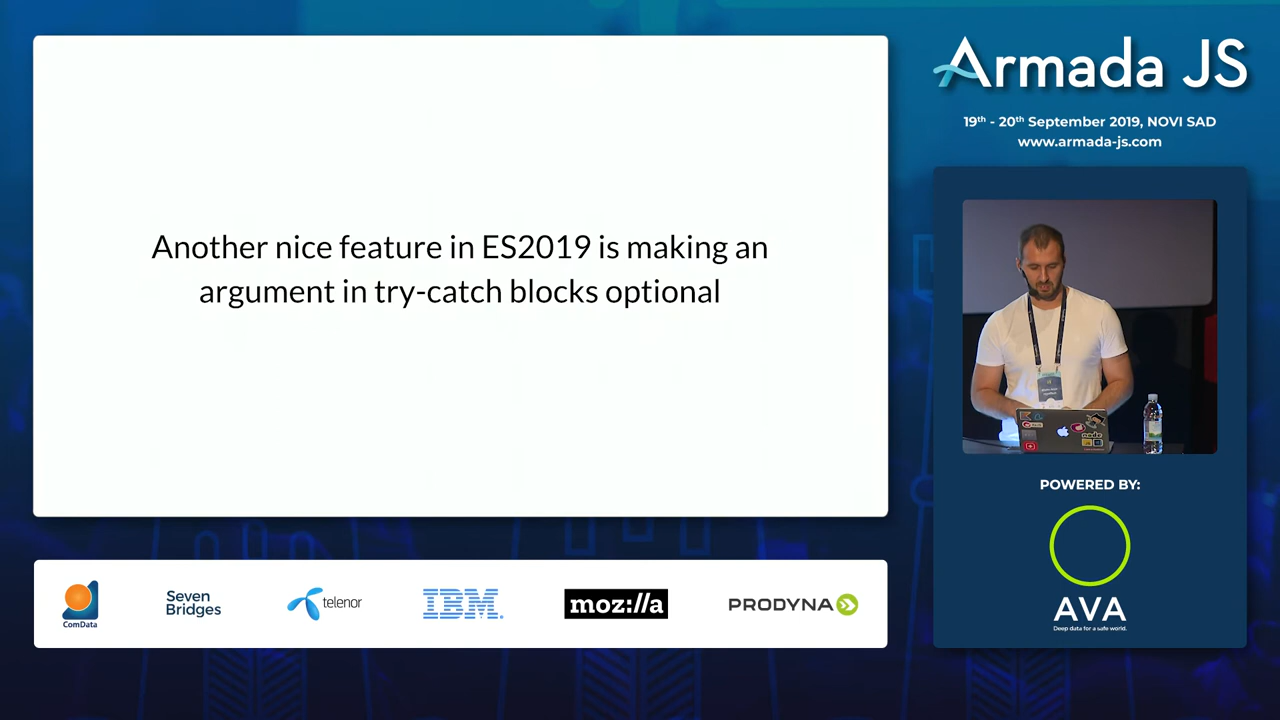 Another nice feature in ES2019 is making an
argument in try-catch blocks optional
Armada JS
19th - 20th September 2019, NOVI SAD
www.armada-js.com
node
POWERED BY:
AVA
Deep data for a safe world.
ComData
Seven
Bridges
telenor
IBM
moz://a
PRODYNA